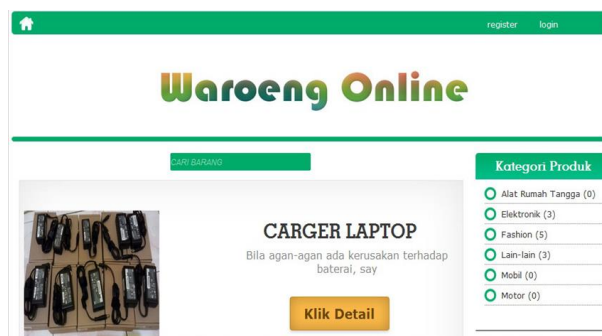 register login
Waroeng Online
CARI BARANG
CARGER LAPTOP
Bila agan-agan ada kerusakan terhadap
baterai, say
Klik Detail
Kategori Produk
Alat Rumah Tangga (0)
Elektronik (3)
Fashion (5)
Lain-lain (3)
Mobil (0)
Motor (0)